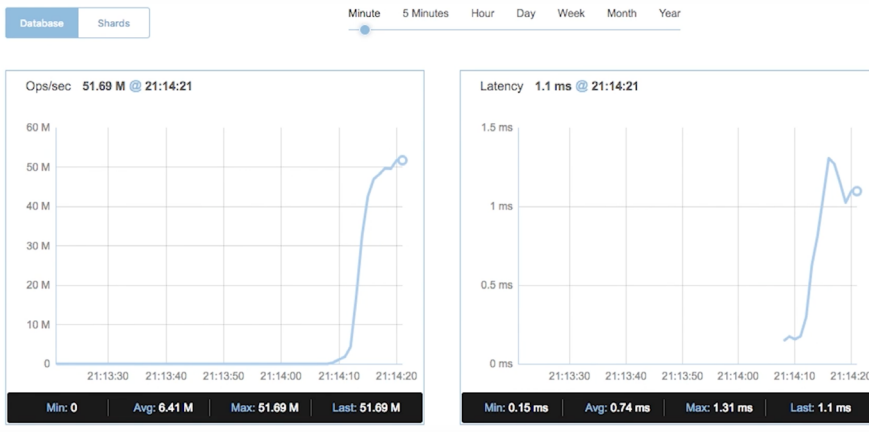 Database Shards
Minute 5 Minutes Hour Day Week Month Year
Ops/sec 51.69 M @ 21:14:21
60 M
50 M
40 M
30 M
20 M
10 M
0
21:13:30 21:13:40 21:13:50 21:14:00 21:14:10 21:14:20
Min: 0 Avg: 6.41 M Max: 51.69 M Last: 51.69 M
Latency 1.1 ms @ 21:14:21
1.5 ms
1 ms
0.5 ms
0 ms
21:13:30 21:13:40 21:13:50 21:14:00 21:14:10 21:14:20
Min: 0.15 ms Avg: 0.74 ms Max: 1.31 ms Last: 1.1 ms